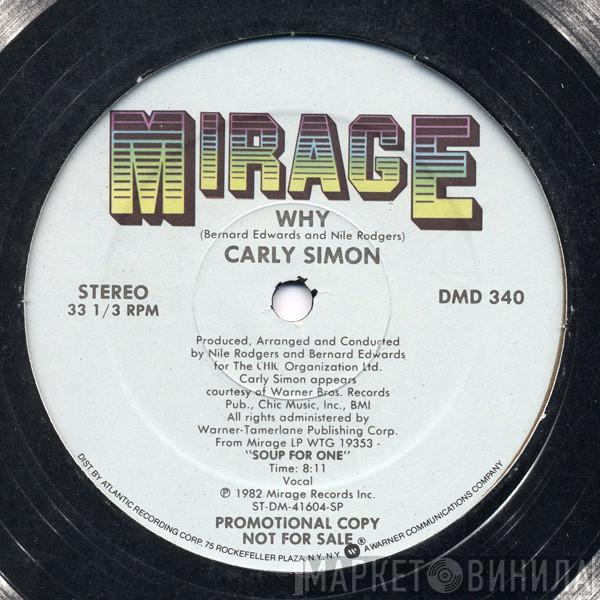 MIRAGE
WHY
(Bernard Edwards and Nile Rodgers)
CARLY SIMON
STEREO
33 1/3 RPM
DMD 340
Produced, Arranged and Conducted
by Nile Rodgers and Bernard Edwards
for The CHIC Organization Ltd.
Carly Simon appears
courtesy of Warner Bros. Records
Pub., Chic Music, Inc., BMI
All rights administered by
Warner-Tamerlane Publishing Corp.
From Mirage LP WTG 19353 -
"SOUP FOR ONE"
Time: 8:11
Vocal
℗ 1982 Mirage Records Inc.
ST-DM-41604-SP
PROMOTIONAL COPY
NOT FOR SALE
DIST. BY ATLANTIC RECORDING CORP., 75 ROCKEFELLER PLAZA, N.Y., N.Y. W ® A WARNER COMMUNICATIONS COMPANY
МАРКЕТ ВИНИЛА